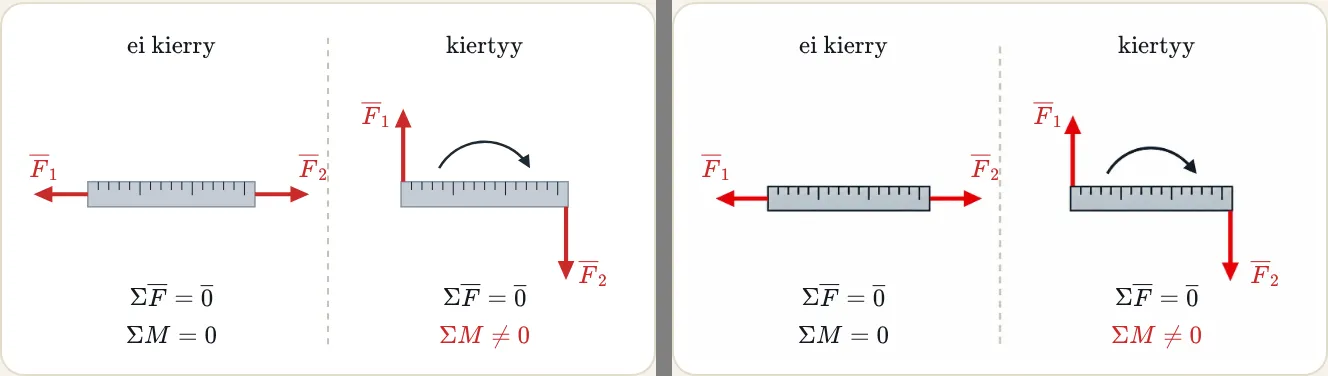 ei kierry
F̅₁
F̅₂
ΣF̅ = 0̅
ΣM = 0
kiertyy
F̅₁
F̅₂
ΣF̅ = 0̅
ΣM ≠ 0
ei kierry
F̅₁
F̅₂
ΣF̅ = 0̅
ΣM = 0
kiertyy
F̅₁
F̅₂
ΣF̅ = 0̅
ΣM ≠ 0